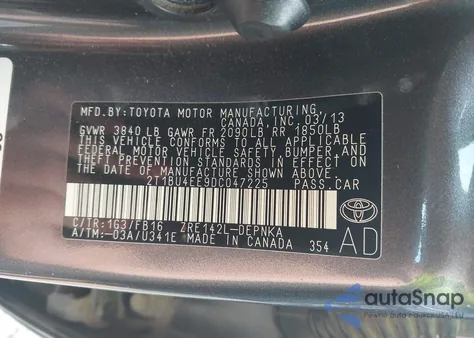 MFD.BY:TOYOTA MOTOR MANUFACTURING,
CANADA INC. 03/13
GVWR 3840 LB GAWR FR 2090LB RR 1850LB
THIS VEHICLE CONFORMS TO ALL APPLICABLE
FEDERAL MOTOR VEHICLE SAFETY, BUMPER, AND
THEFT PREVENTION STANDARDS IN EFFECT ON
THE DATE OF MANUFACTURE SHOWN ABOVE.
2T1BU4EE9DC047225 PASS.CAR
C/TR:1G3/FB16 ZRE142L-DEPNKA
A/TM:-03A/U341E MADE IN CANADA 354
TOYOTA
AD
autoSnap